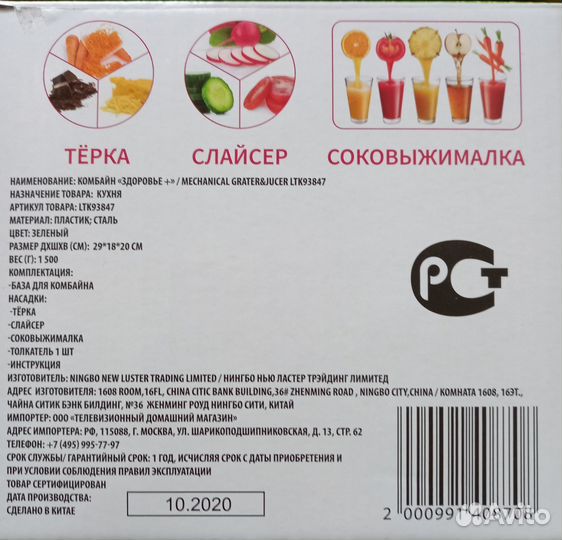 ТЁРКА
СЛАЙСЕР
СОКОВЫЖИМАЛКА
НАИМЕНОВАНИЕ: КОМБАЙН «ЗДОРОВЬЕ +» / MECHANICAL GRATER&JUCER LTK93847
НАЗНАЧЕНИЕ ТОВАРА: КУХНЯ
АРТИКУЛ ТОВАРА: LTK93847
МАТЕРИАЛ: ПЛАСТИК; СТАЛЬ
ЦВЕТ: ЗЕЛЕНЫЙ
РАЗМЕР ДХШХВ (СМ): 29*18*20 СМ
ВЕС (Г): 1 500
КОМПЛЕКТАЦИЯ:
-БАЗА ДЛЯ КОМБАЙНА
НАСАДКИ:
-ТЁРКА
-СЛАЙСЕР
-СОКОВЫЖИМАЛКА
-ТОЛКАТЕЛЬ 1 ШТ
-ИНСТРУКЦИЯ
РСТ
ИЗГОТОВИТЕЛЬ: NINGBO NEW LUSTER TRADING LIMITED / НИНГБО НЬЮ ЛАСТЕР ТРЭЙДИНГ ЛИМИТЕД
АДРЕС ИЗГОТОВИТЕЛЯ: 1608 ROOM,16FL, CHINA CITIC BANK BUILDING,36# ZHENMING ROAD , NINGBO CITY,CHINA / КОМНАТА 1608, 16ЭТ.,
ЧАЙНА СИТИК БЭНК БИЛДИНГ, №36 ЖЕНМИНГ РОУД НИНГБО СИТИ, КИТАЙ
ИМПОРТЕР: ООО «ТЕЛЕВИЗИОННЫЙ ДОМАШНИЙ МАГАЗИН»
АДРЕС ИМПОРТЕРА: РФ, 115088, Г. МОСКВА, УЛ. ШАРИКОПОДШИПНИКОВСКАЯ, Д. 13, СТР. 62
ТЕЛЕФОН: +7 (495) 995-77-97
СРОК СЛУЖБЫ/ ГАРАНТИЙНЫЙ СРОК: 1 ГОД, ИСЧИСЛЯЯ СРОК С ДАТЫ ПРИОБРЕТЕНИЯ И
ПРИ УСЛОВИИ СОБЛЮДЕНИЯ ПРАВИЛ ЭКСПЛУАТАЦИИ
ТОВАР СЕРТИФИЦИРОВАН
ДАТА ПРОИЗВОДСТВА: 10.2020
СДЕЛАНО В КИТАЕ
2 000991 408708
Avito